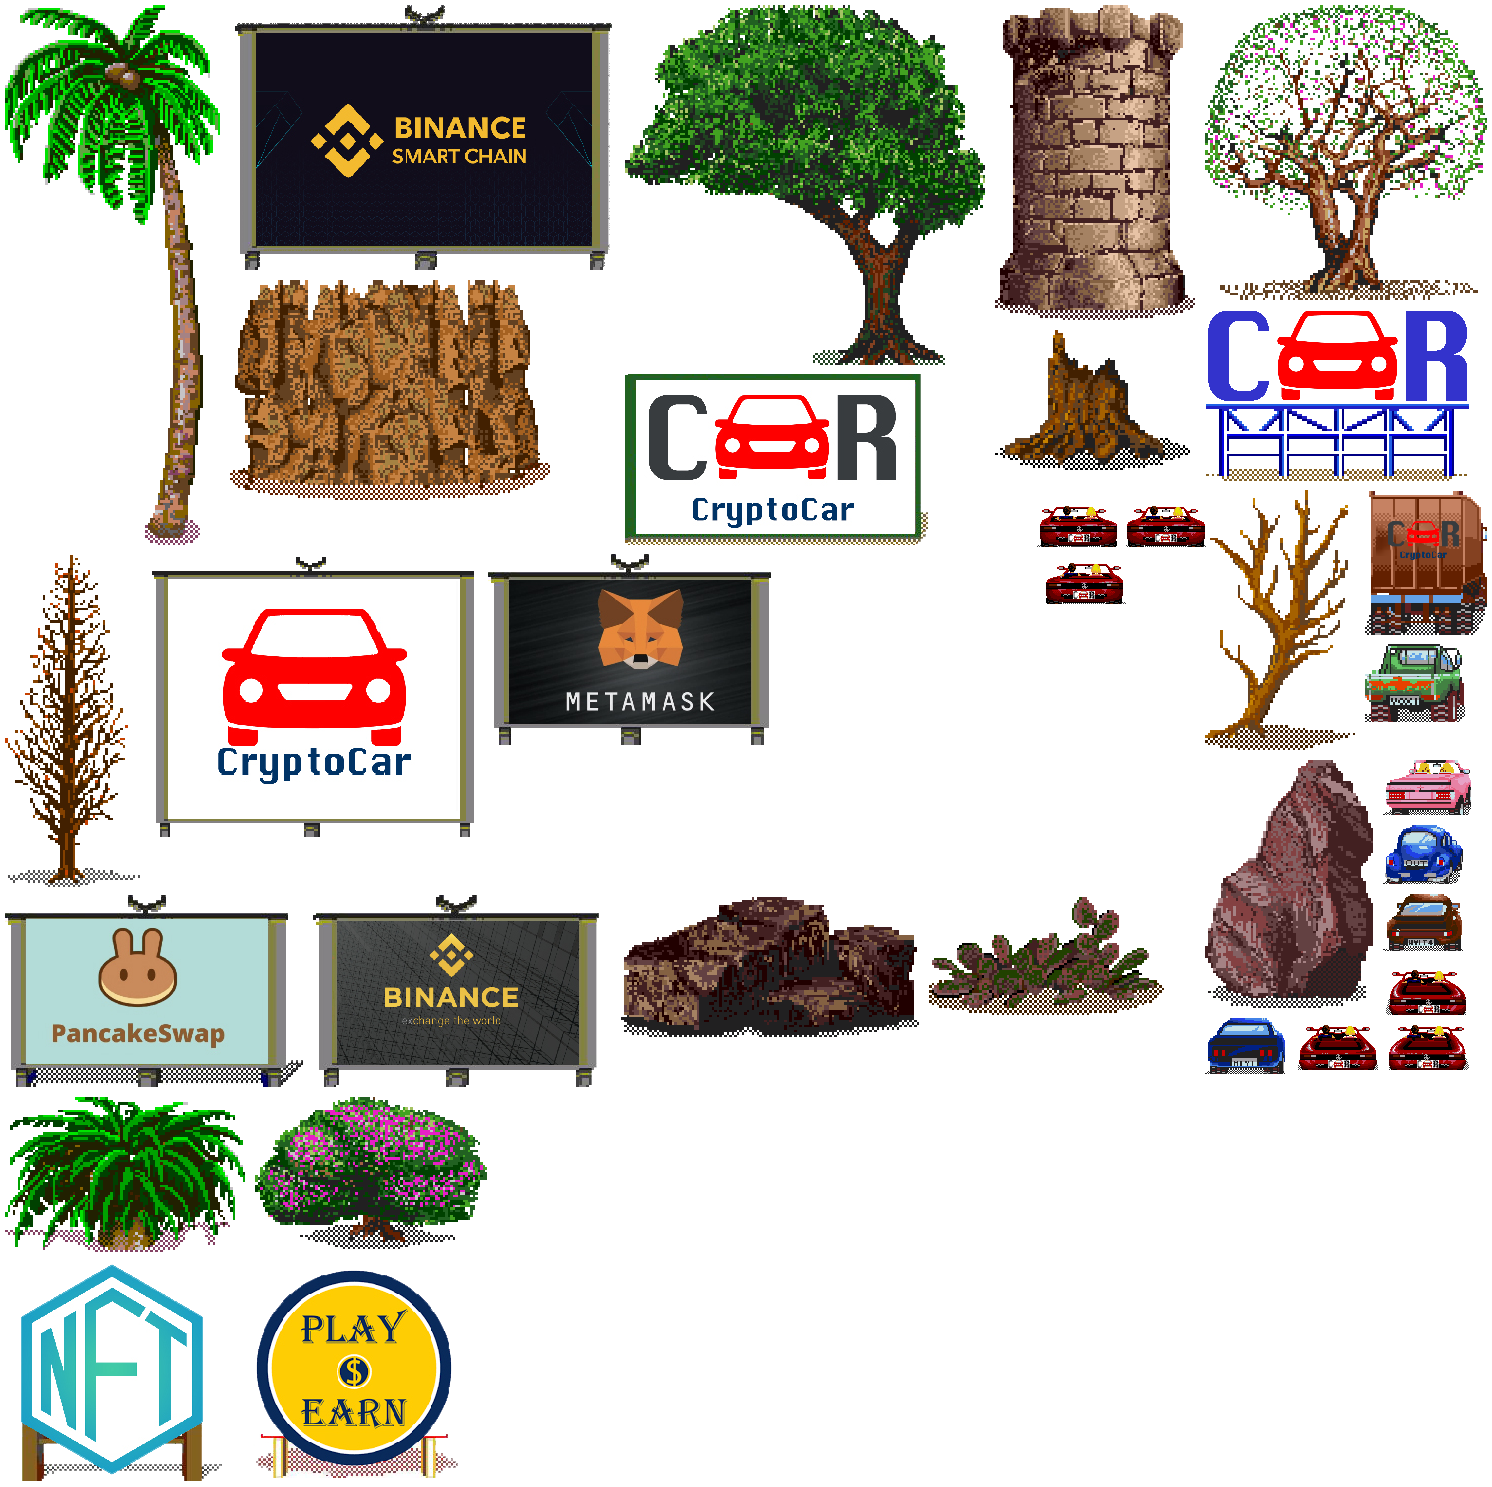 BINANCE
SMART CHAIN
C R
CryptoCar
C R
C R
CryptoCar
CryptoCar
METAMASK
PancakeSwap
BINANCE
exchange the world
NFT
PLAY
$
EARN